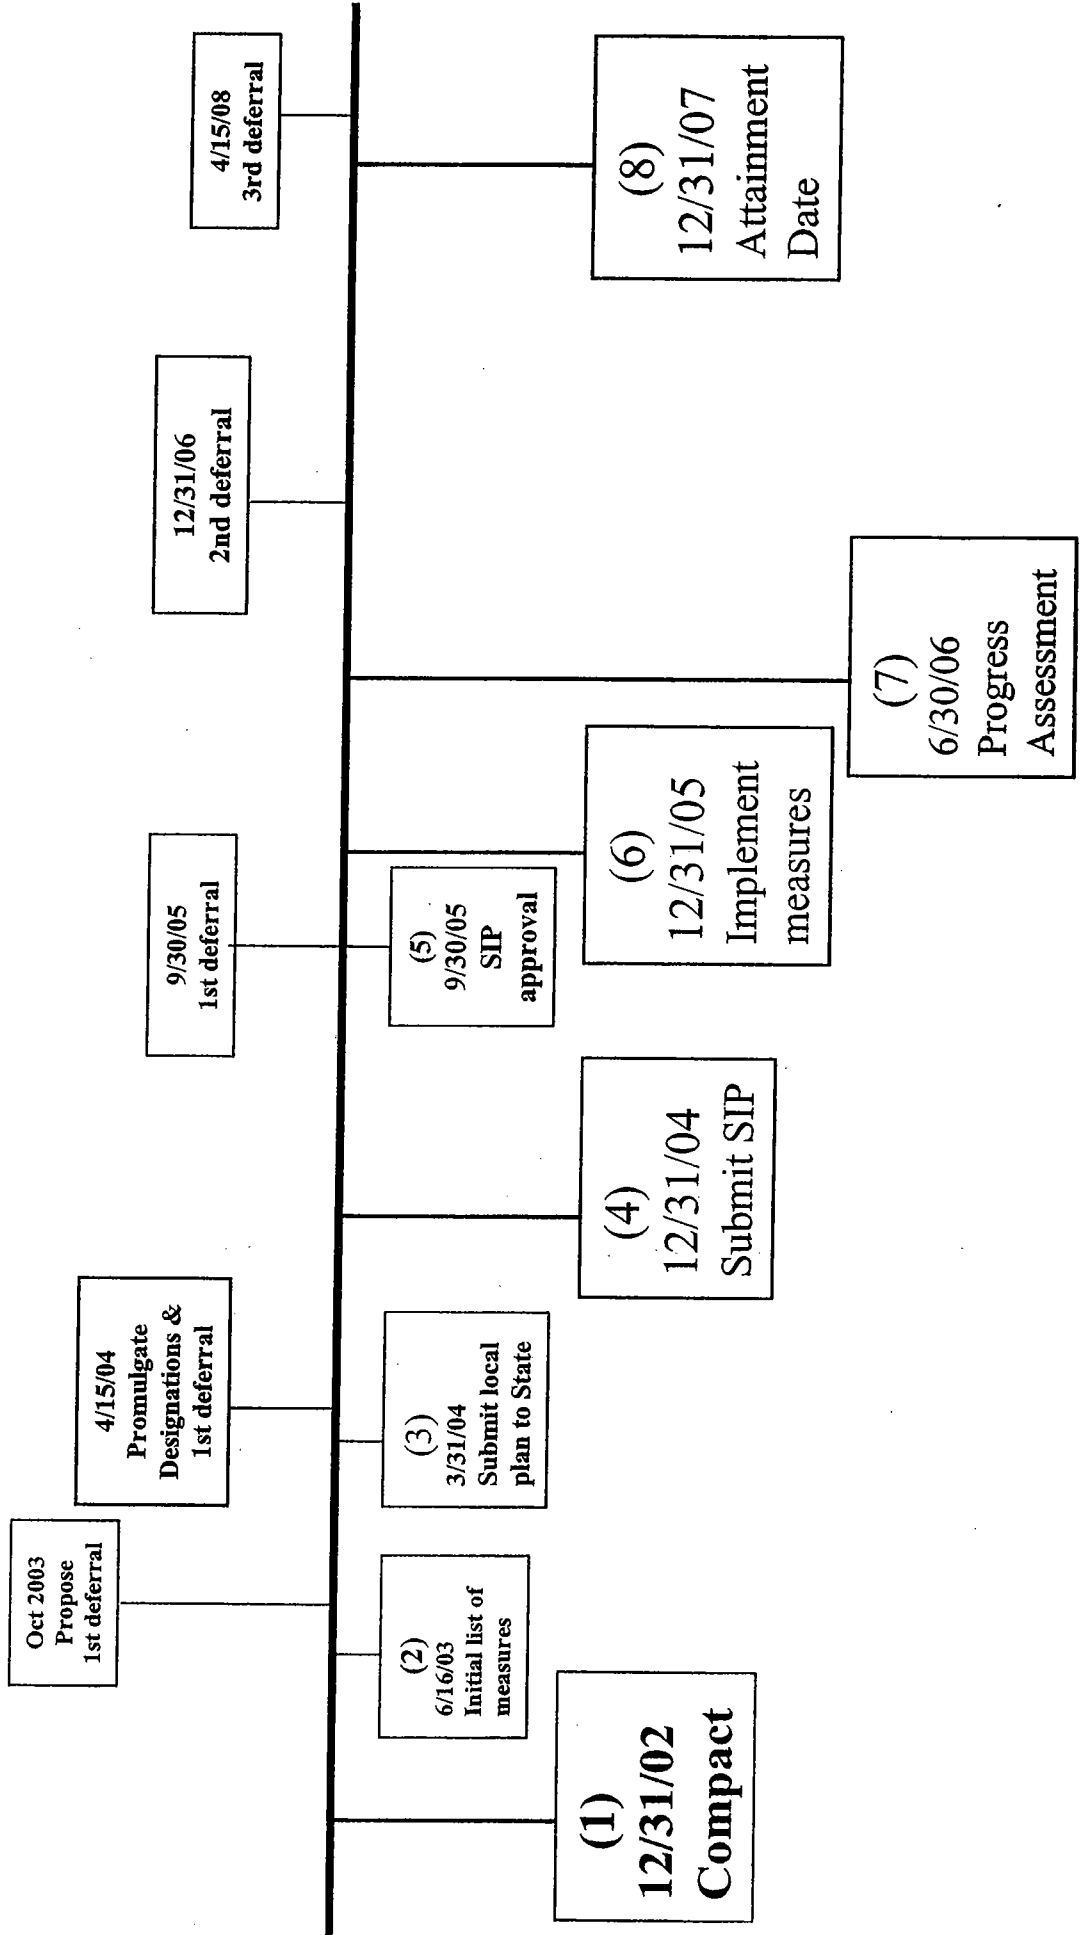 Oct 2003
Propose
1st deferral
4/15/04
Promulgate
Designations &
1st deferral
9/30/05
1st deferral
12/31/06
2nd deferral
4/15/08
3rd deferral
(1)
12/31/02
Compact
(2)
6/16/03
Initial list of
measures
(3)
3/31/04
Submit local
plan to State
(4)
12/31/04
Submit SIP
(5)
9/30/05
SIP
approval
(6)
12/31/05
Implement
measures
(7)
6/30/06
Progress
Assessment
(8)
12/31/07
Attainment
Date